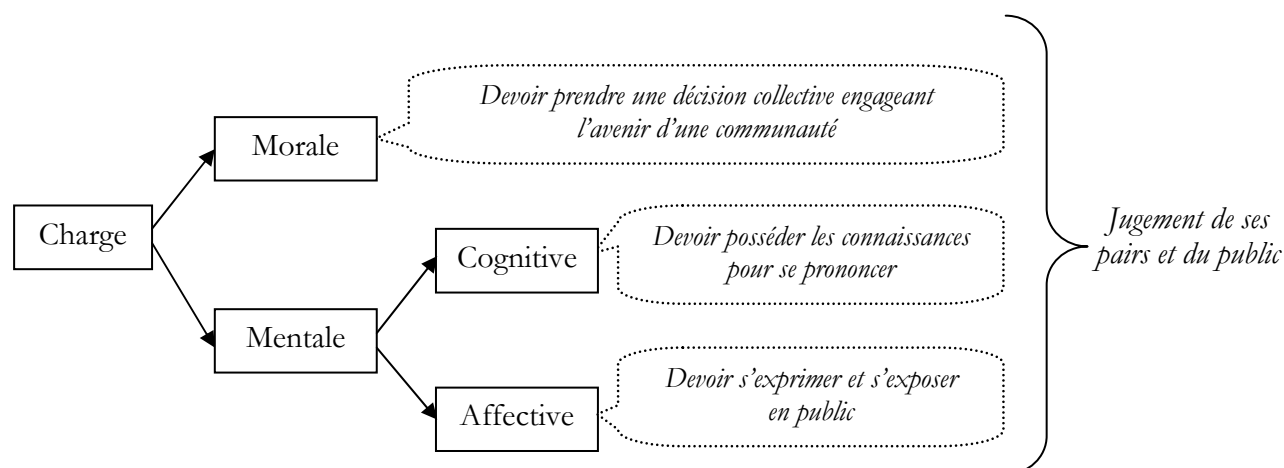 Devoir prendre une décision collective engageant
l'avenir d'une communauté
Morale
Charge
Devoir posséder les connaissances
pour se prononcer
Cognitive
Jugement de ses
pairs et du public
Mentale
Devoir s'exprimer et s'exposer
en public
Affective